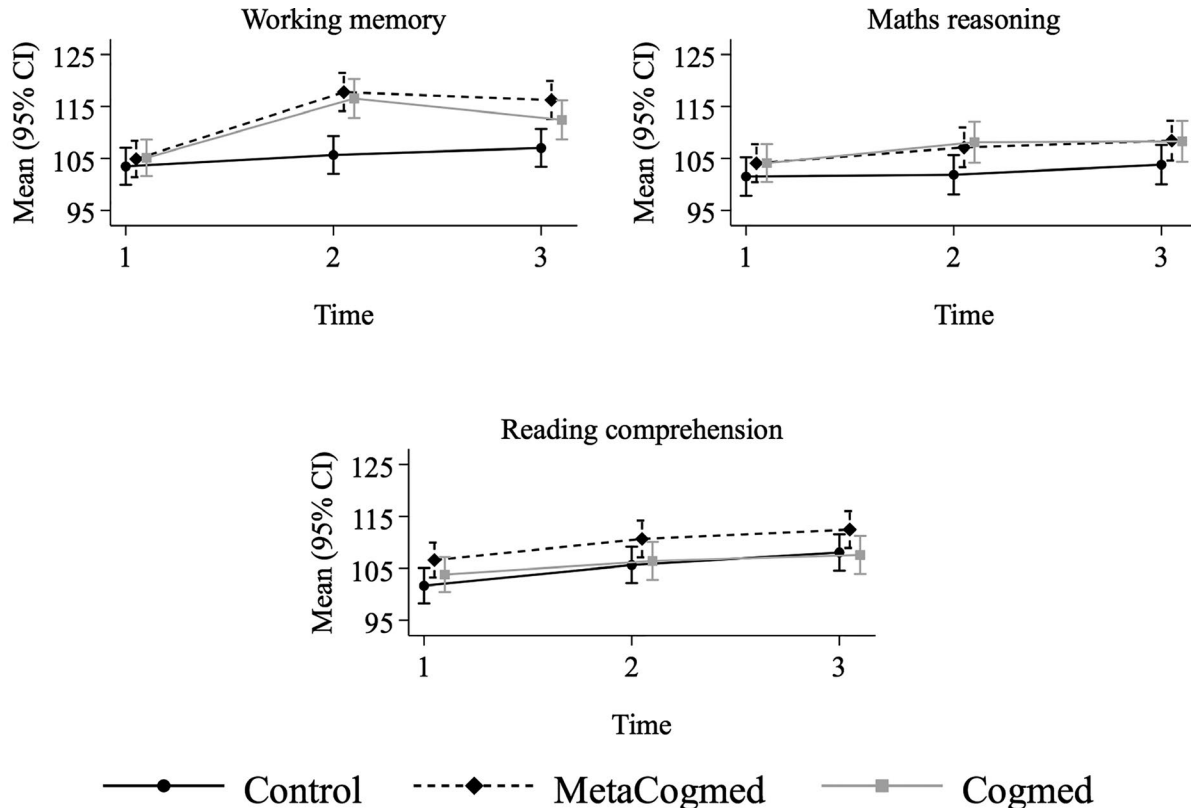 Working memory
Mean (95% CI)
125
115
105
95
1 2 3
Time
Maths reasoning
Mean (95% CI)
125
115
105
95
1 2 3
Time
Reading comprehension
Mean (95% CI)
125
115
105
95
1 2 3
Time
Control MetaCogmed Cogmed